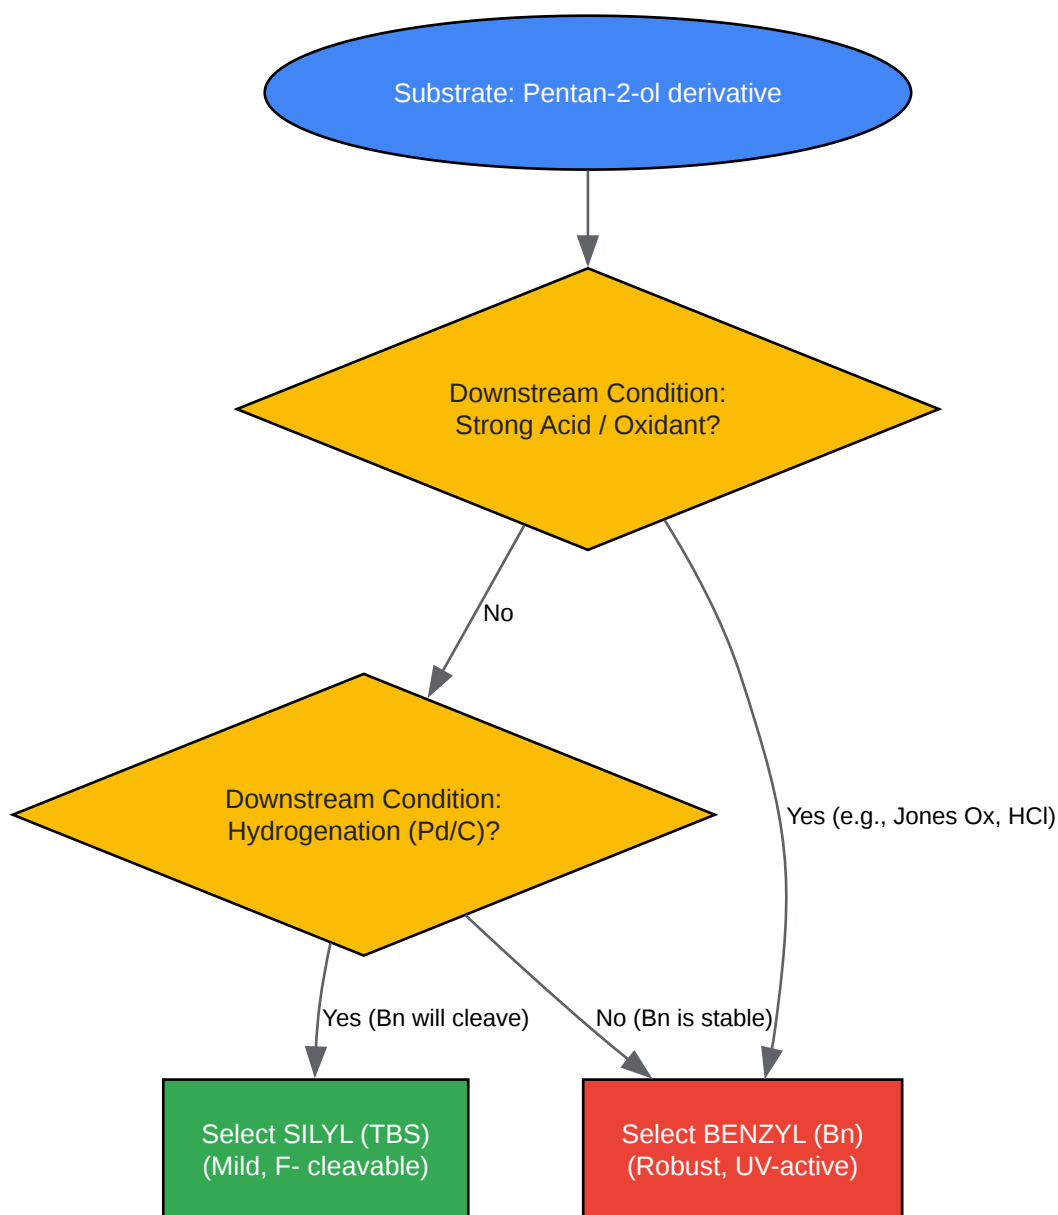 Substrate: Pentan-2-ol derivative
Downstream Condition:
Strong Acid / Oxidant?
No
Downstream Condition:
Hydrogenation (Pd/C)?
Yes (e.g., Jones Ox, HCl)
Yes (Bn will cleave)
No (Bn is stable)
Select SILYL (TBS)
(Mild, F- cleavable)
Select BENZYL (Bn)
(Robust, UV-active)